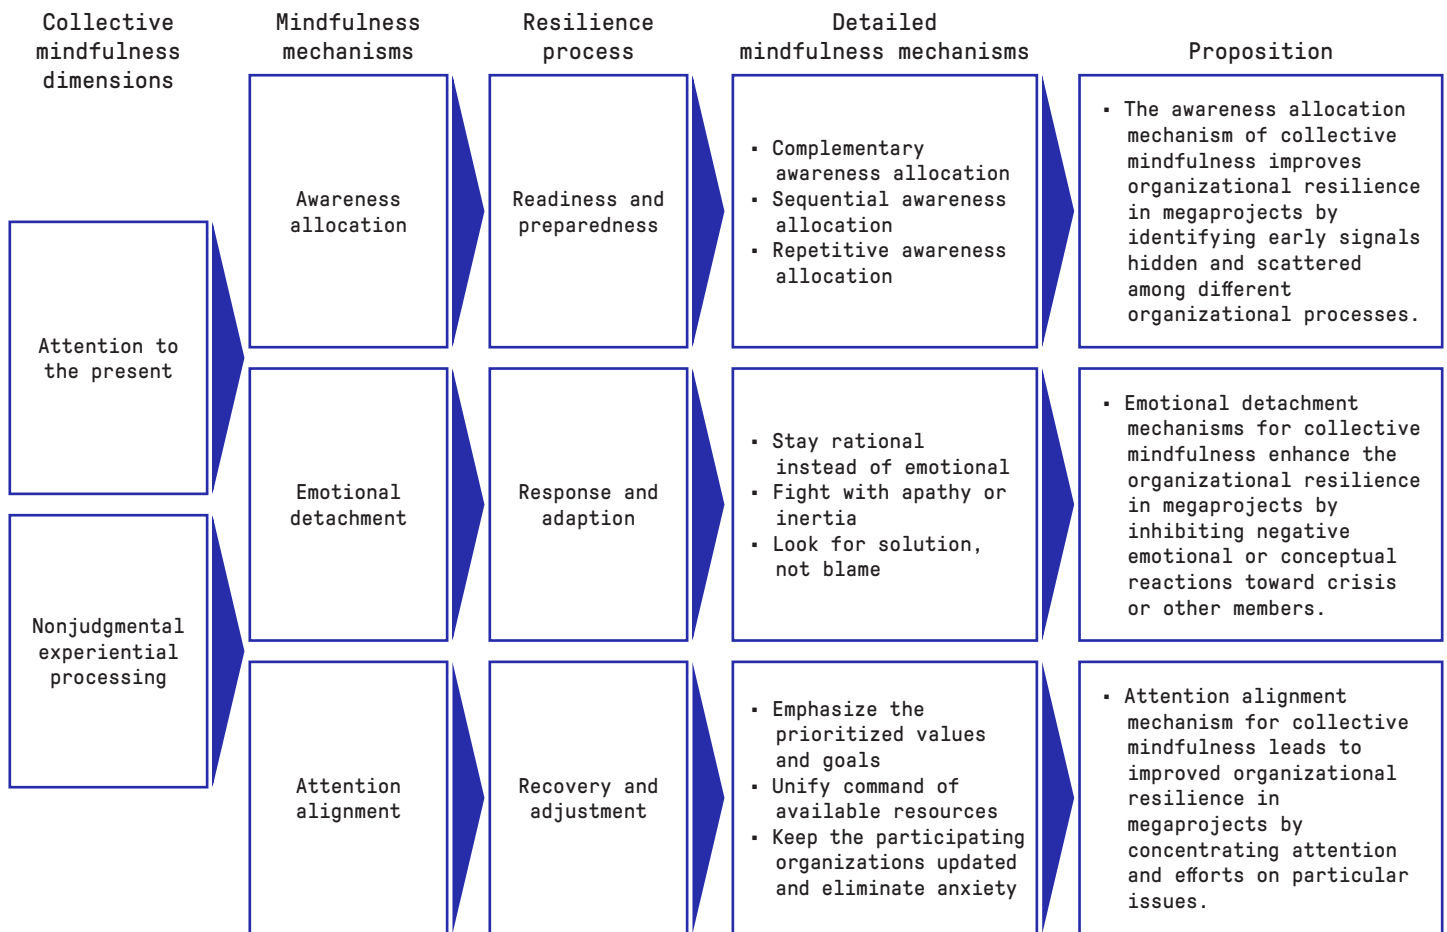 Collective
mindfulness
dimensions
Mindfulness
mechanisms
Resilience
process
Detailed
mindfulness mechanisms
Proposition
Attention to
the present
Nonjudgmental
experiential
processing
Awareness
allocation
Readiness and
preparedness
▪ Complementary
awareness allocation
▪ Sequential awareness
allocation
▪ Repetitive awareness
allocation
▪ The awareness allocation
mechanism of collective
mindfulness improves
organizational resilience
in megaprojects by
identifying early signals
hidden and scattered
among different
organizational processes.
Emotional
detachment
Response and
adaption
▪ Stay rational
instead of emotional
▪ Fight with apathy or
inertia
▪ Look for solution,
not blame
▪ Emotional detachment
mechanisms for collective
mindfulness enhance the
organizational resilience
in megaprojects by
inhibiting negative
emotional or conceptual
reactions toward crisis
or other members.
Attention
alignment
Recovery and
adjustment
▪ Emphasize the
prioritized values
and goals
▪ Unify command of
available resources
▪ Keep the participating
organizations updated
and eliminate anxiety
▪ Attention alignment
mechanism for collective
mindfulness leads to
improved organizational
resilience in
megaprojects by
concentrating attention
and efforts on particular
issues.